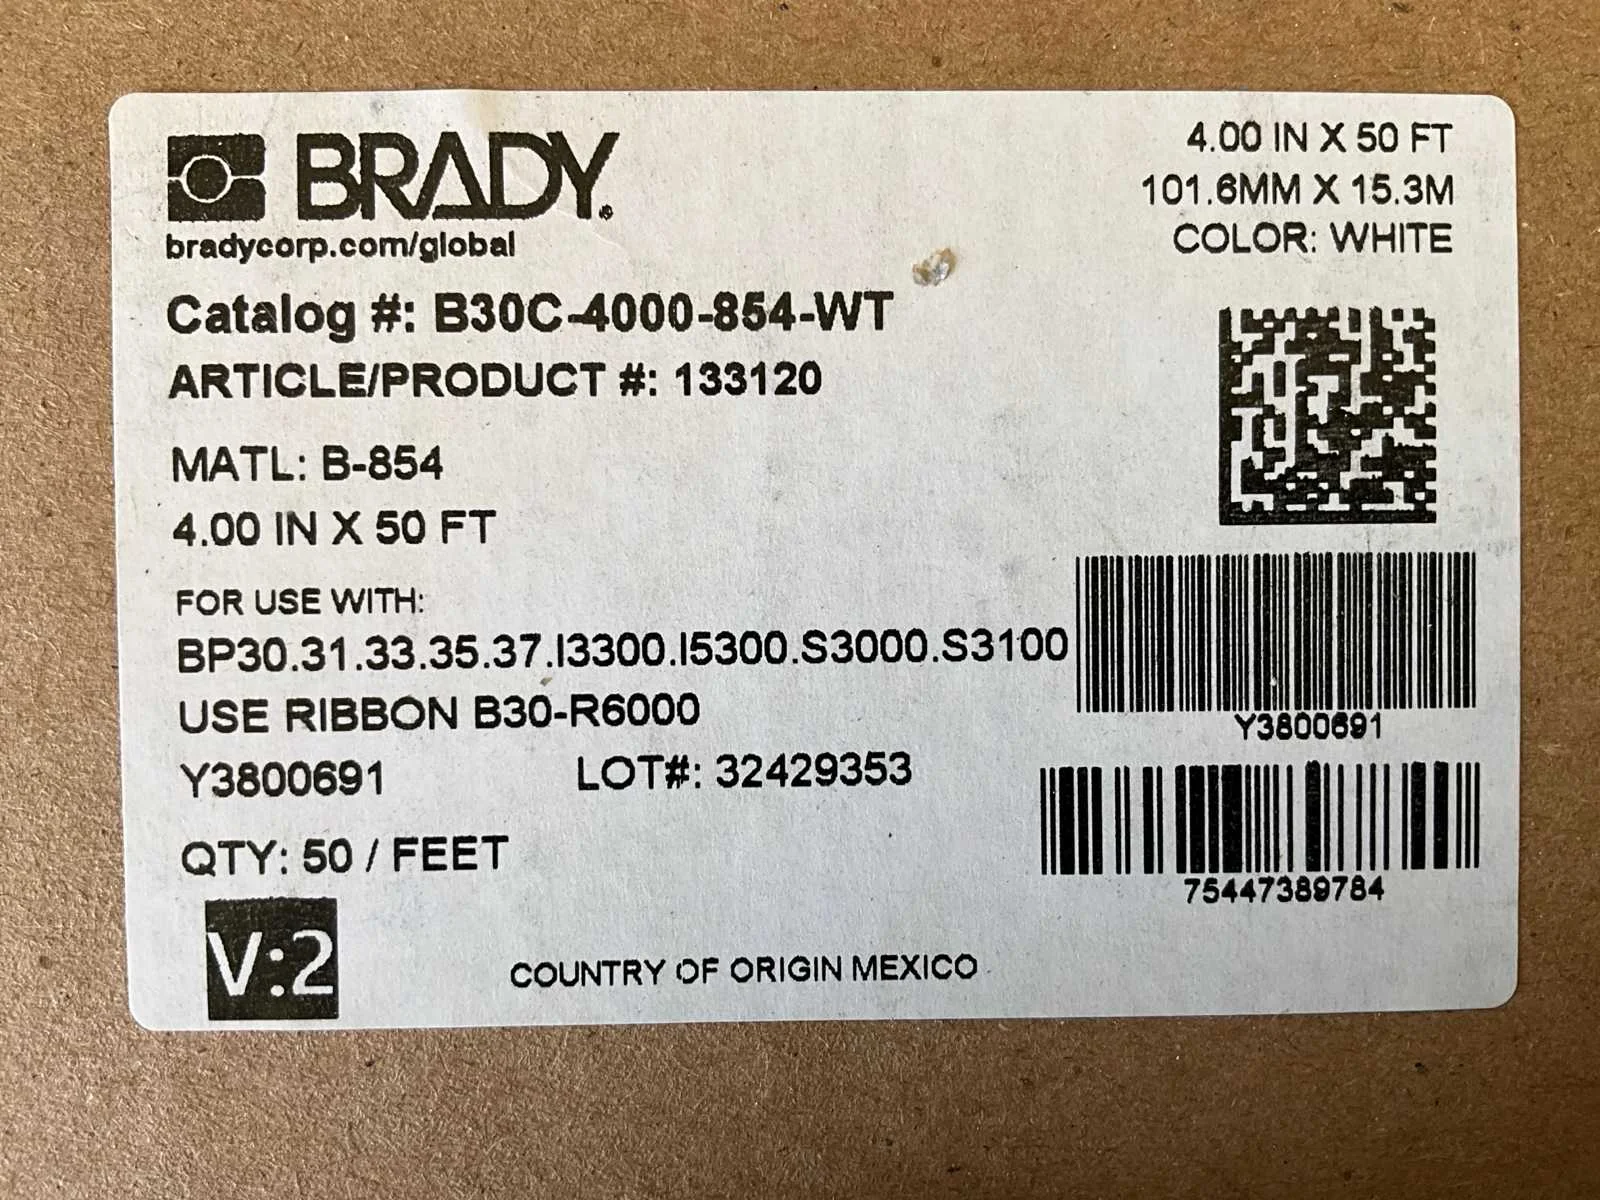 BRADY.
bradycorp.com/global
4.00 IN X 50 FT
101.6MM X 15.3M
COLOR: WHITE
Catalog #: B30C-4000-854-WT
ARTICLE/PRODUCT #: 133120
MATL: B-854
4.00 IN X 50 FT
FOR USE WITH:
BP30.31.33.35.37.I3300.I5300.S3000.S3100
USE RIBBON B30-R6000
Y3800691
Y3800691 LOT#: 32429353
QTY: 50 / FEET
75447389784
V:2
COUNTRY OF ORIGIN MEXICO